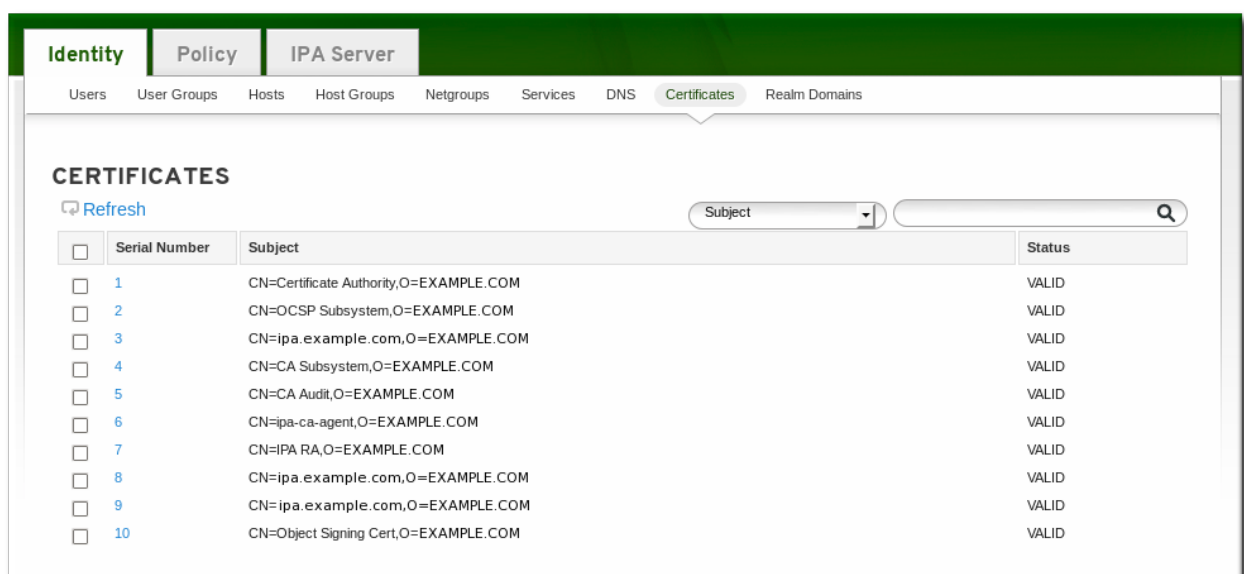 Identity Policy IPA Server
Users User Groups Hosts Host Groups Netgroups Services DNS Certificates Realm Domains
CERTIFICATES
Refresh Subject
Serial Number Subject Status
1 CN=Certificate Authority,O=EXAMPLE.COM VALID
2 CN=OCSP Subsystem,O=EXAMPLE.COM VALID
3 CN=ipa.example.com,O=EXAMPLE.COM VALID
4 CN=CA Subsystem,O=EXAMPLE.COM VALID
5 CN=CA Audit,O=EXAMPLE.COM VALID
6 CN=ipa-ca-agent,O=EXAMPLE.COM VALID
7 CN=IPA RA,O=EXAMPLE.COM VALID
8 CN=ipa.example.com,O=EXAMPLE.COM VALID
9 CN=ipa.example.com,O=EXAMPLE.COM VALID
10 CN=Object Signing Cert,O=EXAMPLE.COM VALID